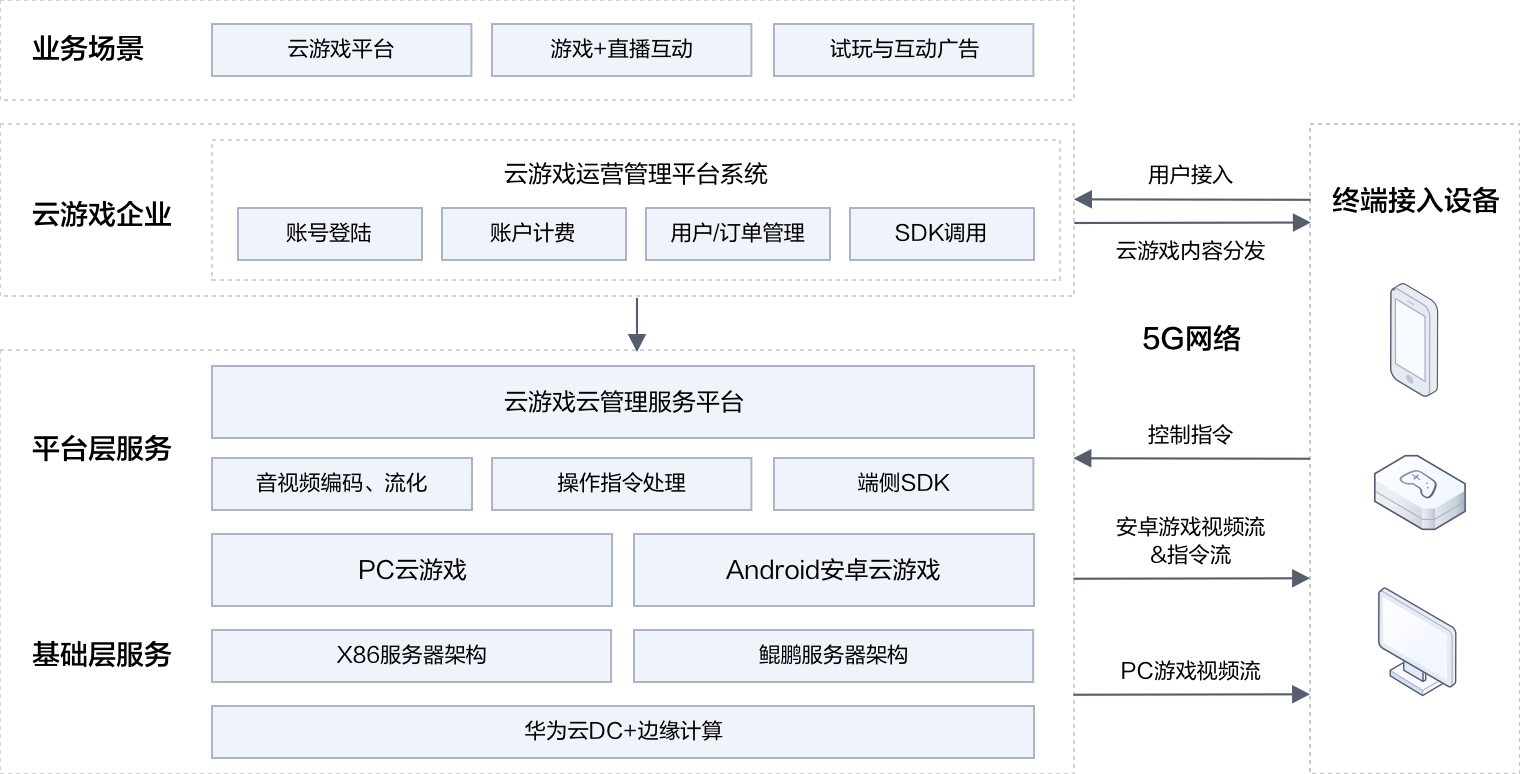 业务场景
云游戏平台
游戏+直播互动
试玩与互动广告
云游戏企业
云游戏运营管理平台系统
账号登陆
账户计费
用户/订单管理
SDK调用
用户接入
云游戏内容分发
终端接入设备
5G网络
平台层服务
云游戏云管理服务平台
音视频编码、流化
操作指令处理
端侧SDK
控制指令
安卓游戏视频流
&指令流
基础层服务
PC云游戏
Android安卓云游戏
X86服务器架构
鲲鹏服务器架构
PC游戏视频流
华为云DC+边缘计算